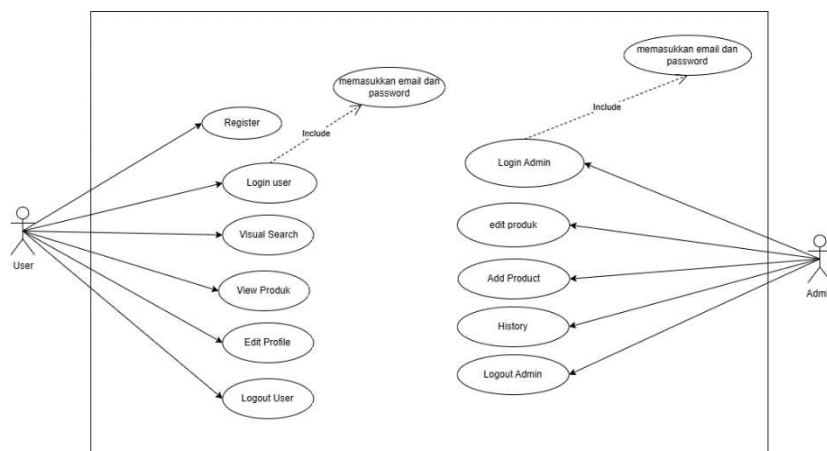 memasukkan email dan
password
memasukkan email dan
password
Include
Include
Register
Login Admin
Login user
edit produk
Visual Search
User
Add Product
Admi
View Produk
History
Edit Profile
Logout Admin
Logout User